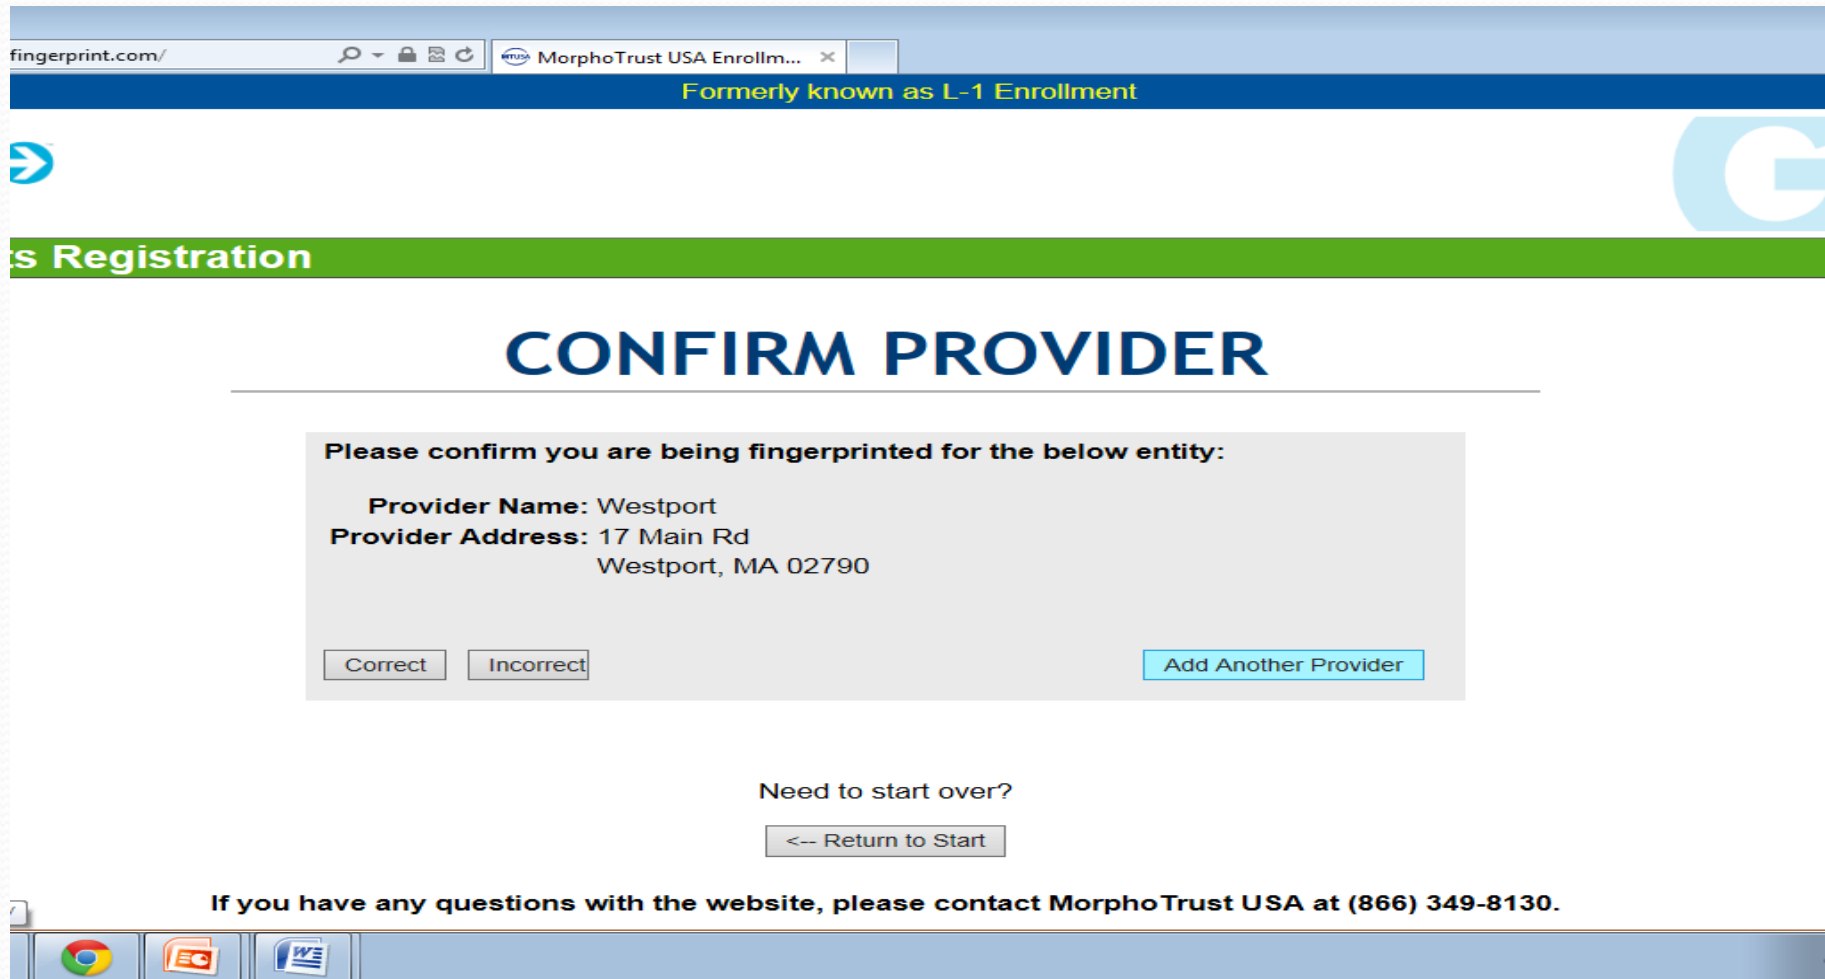 fingerprint.com/
MorphoTrust USA Enrollm...
Formerly known as L-1 Enrollment
ts Registration
CONFIRM PROVIDER
Please confirm you are being fingerprinted for the below entity:
Provider Name: Westport
Provider Address: 17 Main Rd
Westport, MA 02790
Correct Incorrect Add Another Provider
Need to start over?
<-- Return to Start
If you have any questions with the website, please contact MorphoTrust USA at (866) 349-8130.